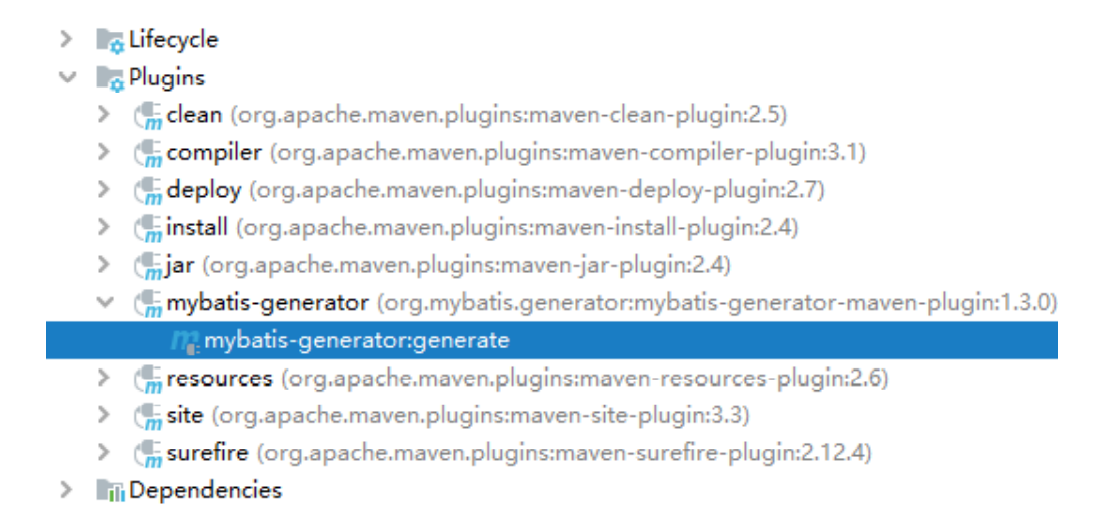 Lifecycle
Plugins
clean (org.apache.maven.plugins:maven-clean-plugin:2.5)
compiler (org.apache.maven.plugins:maven-compiler-plugin:3.1)
deploy (org.apache.maven.plugins:maven-deploy-plugin:2.7)
install (org.apache.maven.plugins:maven-install-plugin:2.4)
jar (org.apache.maven.plugins:maven-jar-plugin:2.4)
mybatis-generator (org.mybatis.generator:mybatis-generator-maven-plugin:1.3.0)
mybatis-generator:generate
resources (org.apache.maven.plugins:maven-resources-plugin:2.6)
site (org.apache.maven.plugins:maven-site-plugin:3.3)
surefire (org.apache.maven.plugins:maven-surefire-plugin:2.12.4)
Dependencies